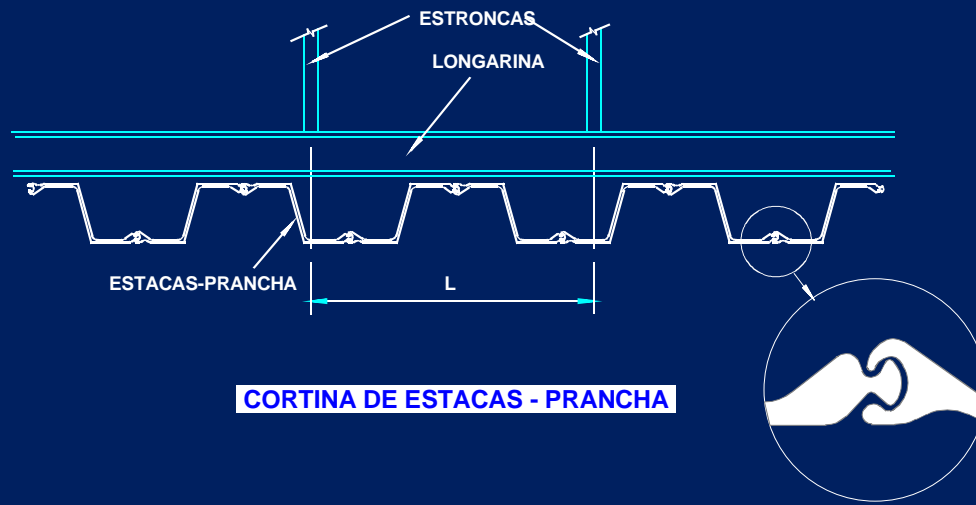 ESTRONCAS
LONGARINA
ESTACAS-PRANCHA
L
CORTINA DE ESTACAS - PRANCHA